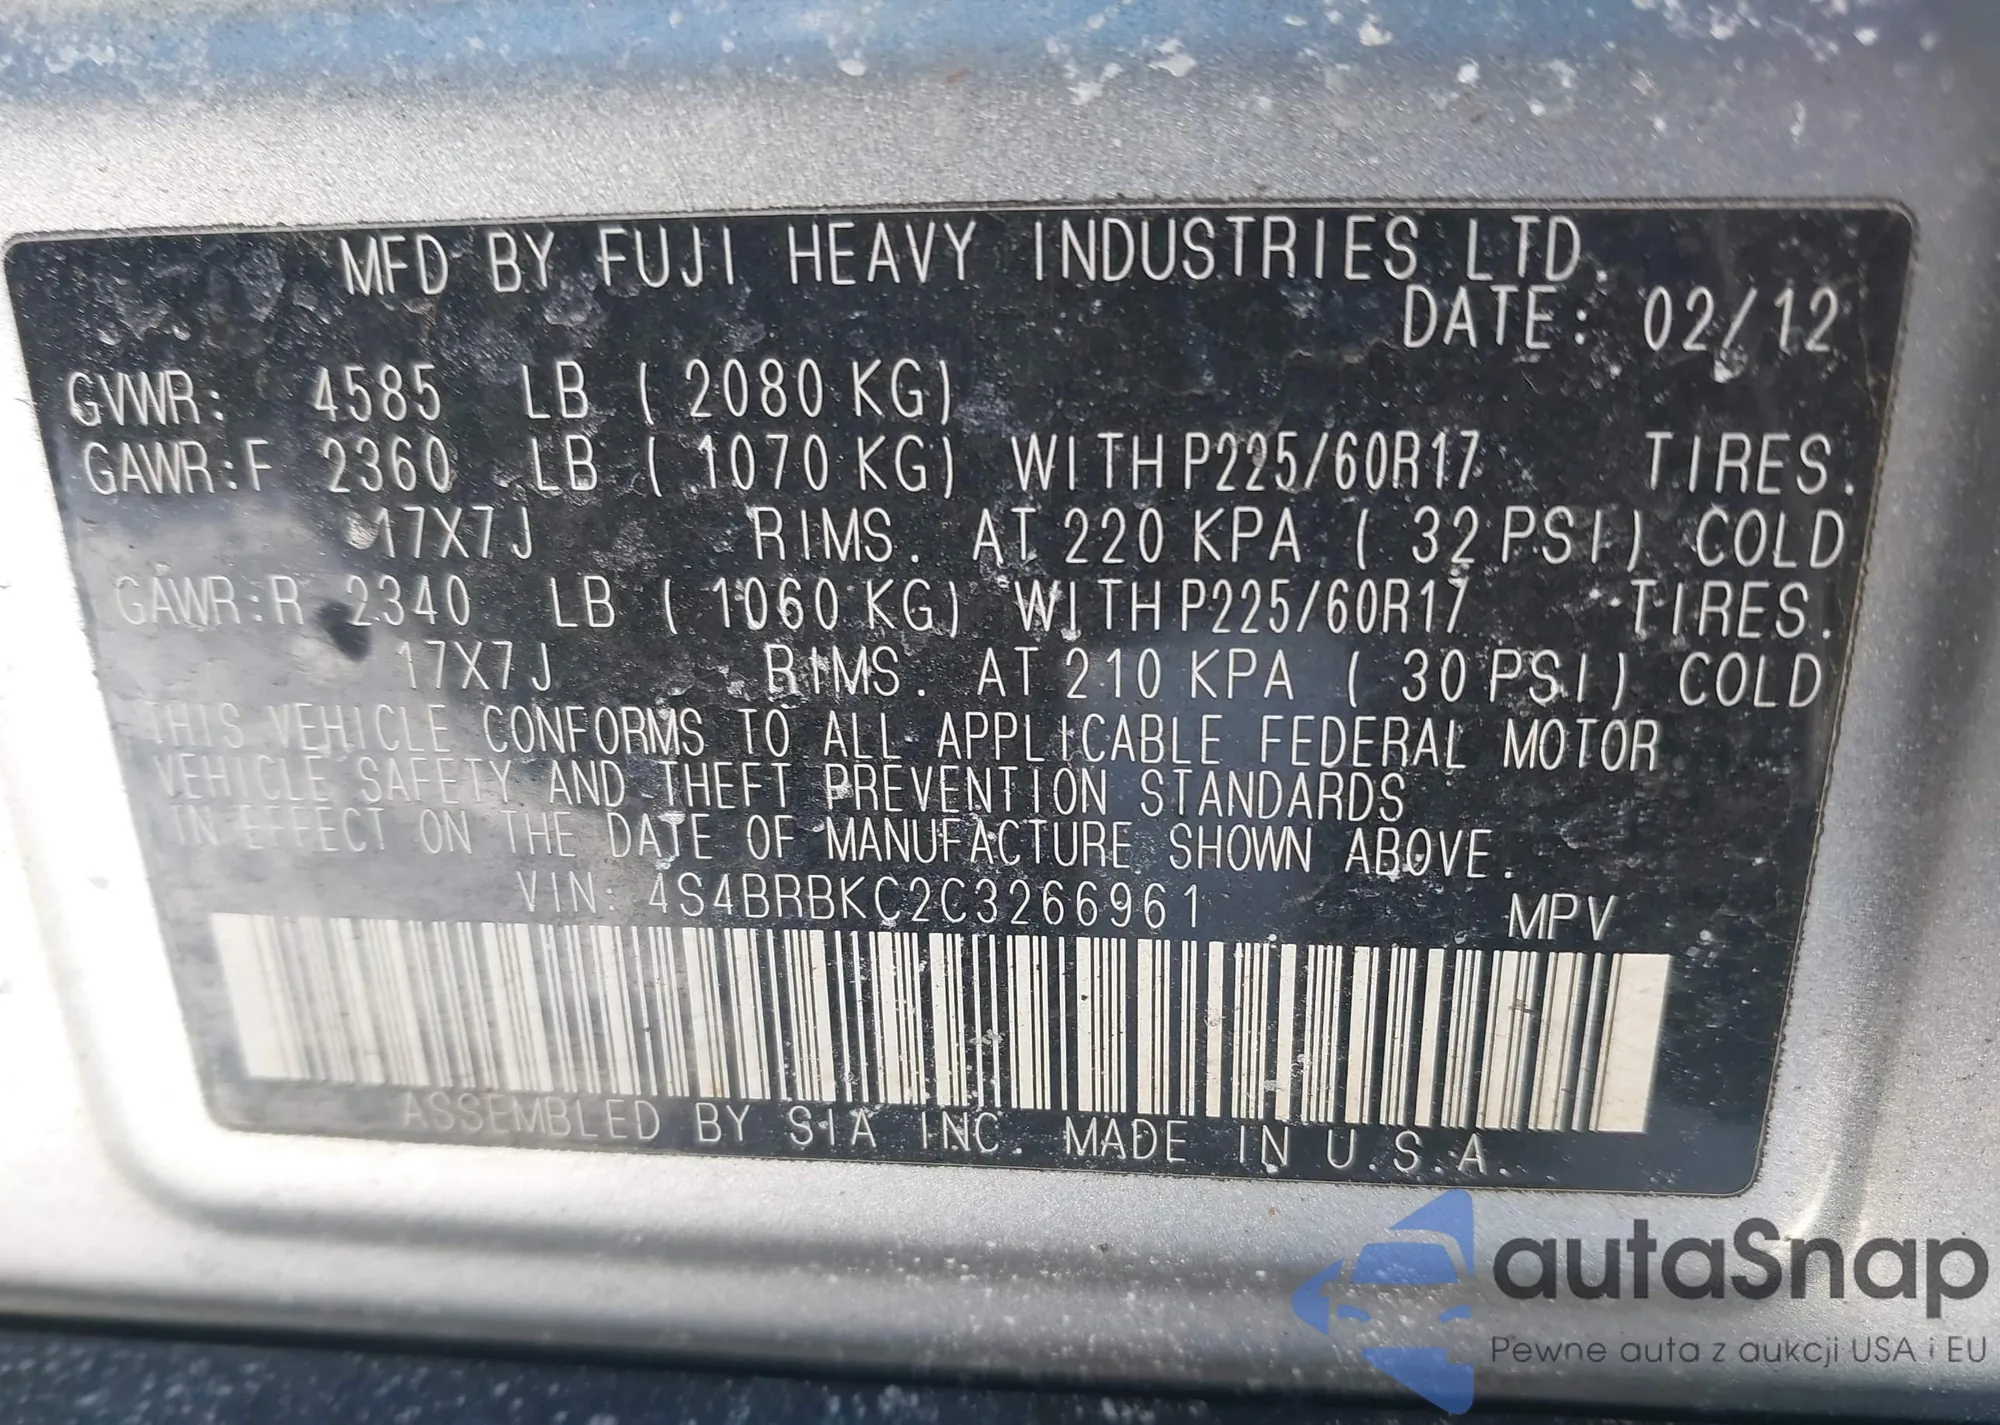 MFD BY FUJI HEAVY INDUSTRIES LTD.
DATE: 02/12
GVWR: 4585 LB ( 2080 KG)
GAWR:F 2360 LB ( 1070 KG) WITH P225/60R17 TIRES.
17X7J RIMS. AT 220 KPA ( 32 PSI) COLD
GAWR:R 2340 LB ( 1060 KG) WITH P225/60R17 TIRES.
17X7J RIMS. AT 210 KPA ( 30 PSI) COLD
THIS VEHICLE CONFORMS TO ALL APPLICABLE FEDERAL MOTOR
VEHICLE SAFETY AND THEFT PREVENTION STANDARDS
IN EFFECT ON THE DATE OF MANUFACTURE SHOWN ABOVE.
VIN: 4S4BRBKC2C3266961 MPV
ASSEMBLED BY SIA INC. MADE IN U.S.A.
autaSnap
Pewne auta z aukcji USA i EU